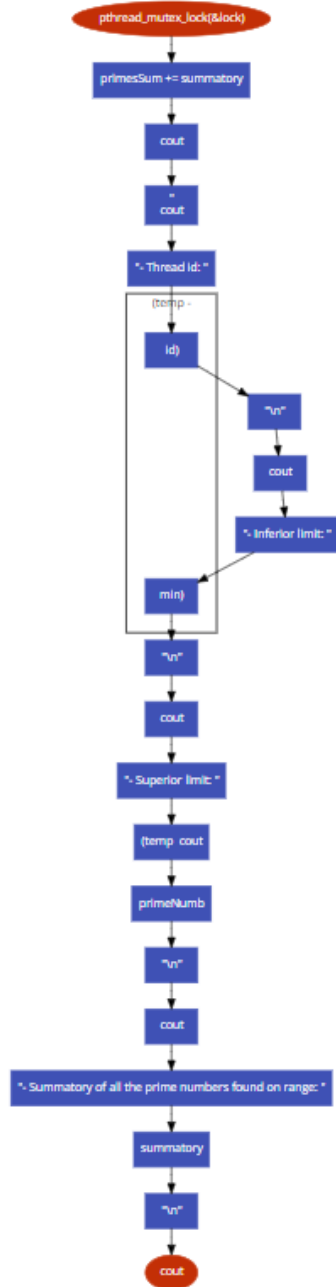 pthread_mutex_lock(&lock)
primesSum += summatory
cout
"
cout
"- Thread id: "
(temp -
id)
"\n"
cout
"- Inferior limit: "
min)
"\n"
cout
"- Superior limit: "
(temp cout
primeNumb
"\n"
cout
"- Summatory of all the prime numbers found on range: "
summatory
"\n"
cout